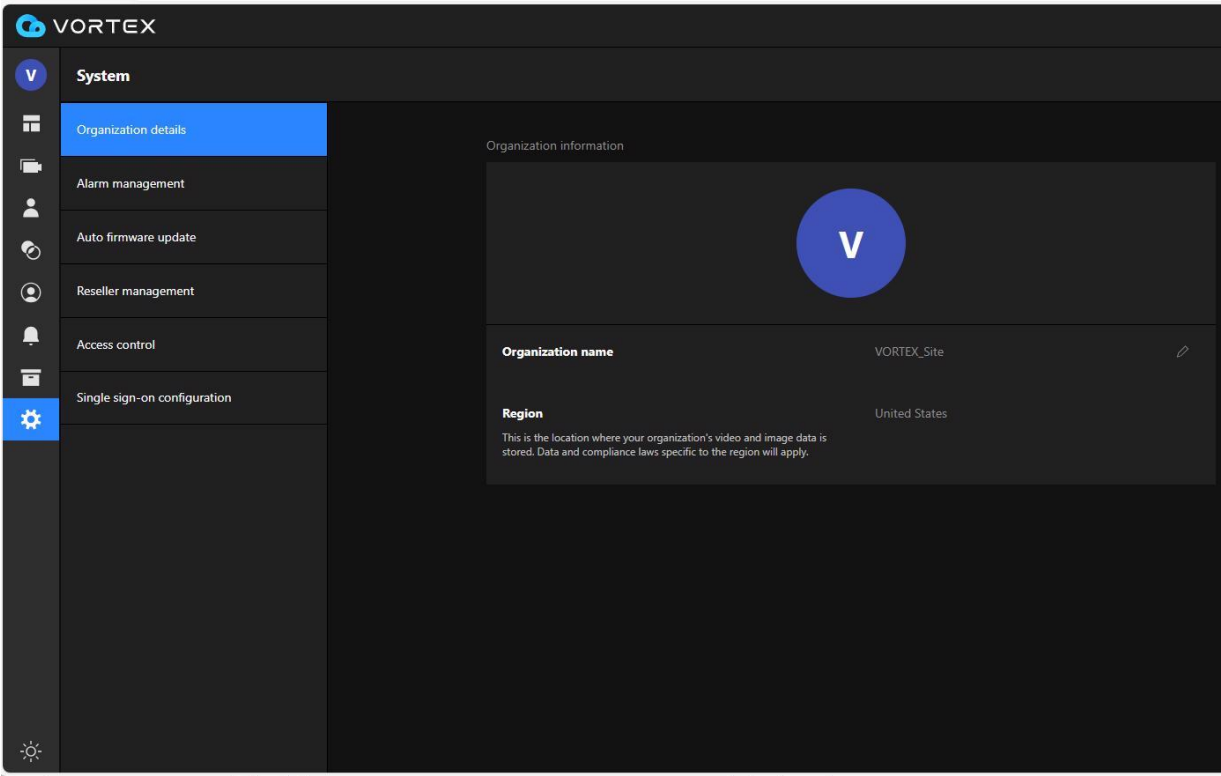 VORTEX
V
System
Organization details
Alarm management
Auto firmware update
Reseller management
Access control
Single sign-on configuration
Organization information
V
Organization name
VORTEX_Site
Region
United States
This is the location where your organization's video and image data is
stored. Data and compliance laws specific to the region will apply.